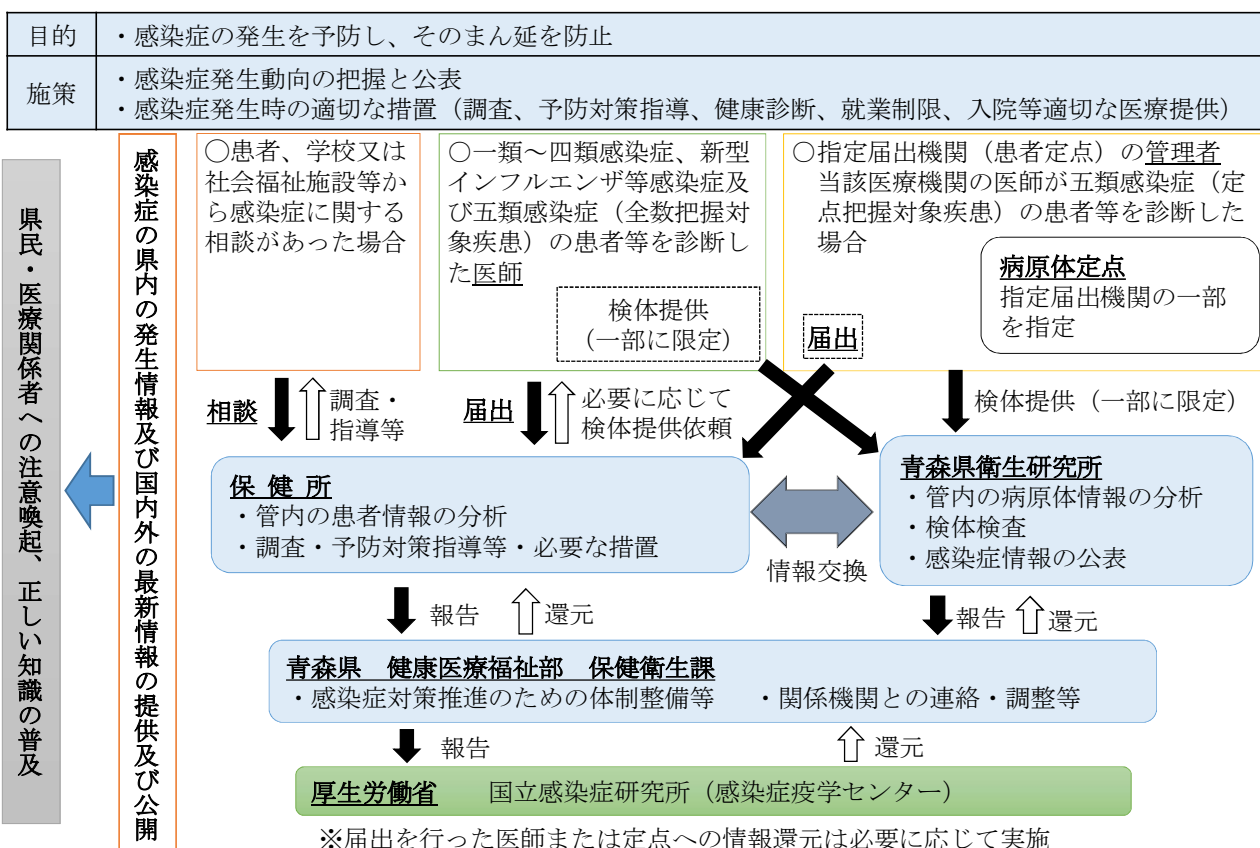 目的
・感染症の発生を予防し、そのまん延を防止
施策
・感染症発生動向の把握と公表
・感染症発生時の適切な措置（調査、予防対策指導、健康診断、就業制限、入院等適切な医療提供）
県民・医療関係者への注意喚起、正しい知識の普及
感染症の県内の発生情報及び国内外の最新情報の提供及び公開
○患者、学校又は
社会福祉施設等か
ら感染症に関する
相談があった場合
○一類～四類感染症、新型
インフルエンザ等感染症及
び五類感染症（全数把握対
象疾患）の患者等を診断し
た医師
検体提供
（一部に限定）
○指定届出機関（患者定点）の管理者
当該医療機関の医師が五類感染症（定
点把握対象疾患）の患者等を診断した
場合
病原体定点
指定届出機関の一部
を指定
届出
相談
調査・
指導等
届出
必要に応じて
検体提供依頼
検体提供（一部に限定）
保 健 所
・管内の患者情報の分析
・調査・予防対策指導等・必要な措置
情報交換
青森県衛生研究所
・管内の病原体情報の分析
・検体検査
・感染症情報の公表
報告
還元
報告
還元
青森県　健康医療福祉部　保健衛生課
・感染症対策推進のための体制整備等　・関係機関との連絡・調整等
報告
還元
厚生労働省　国立感染症研究所（感染症疫学センター）
※届出を行った医師または定点への情報還元は必要に応じて実施